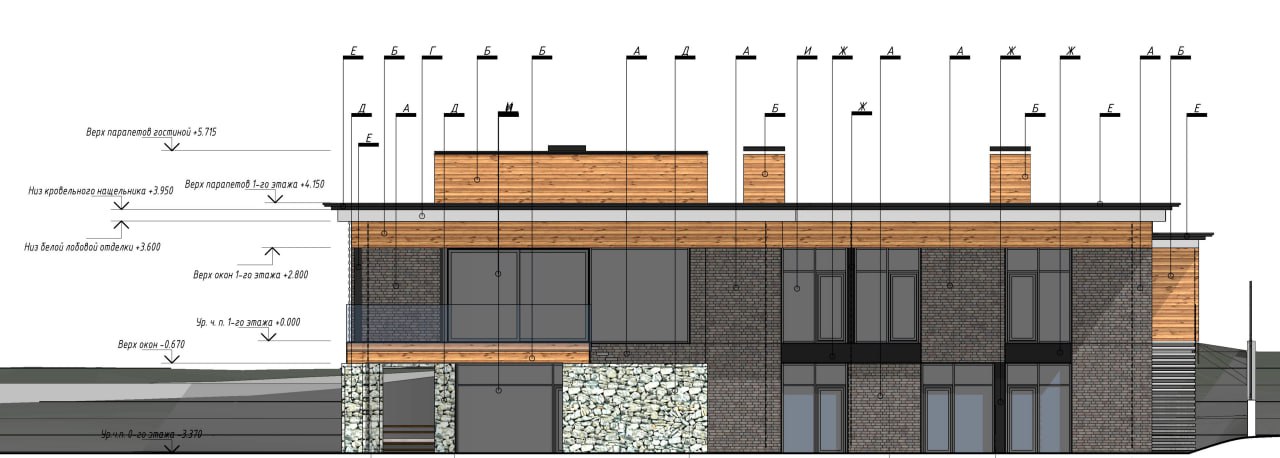 Е Б Г Б Б А Д А И Ж А А Ж Ж А Б
Д А Д И Б Ж Б Е Е
Е
Верх парапетов гостиной +5.715
Верх парапетов 1-го этажа +4.150
Низ кровельного нащельника +3.950
Низ белой лобовой отделки +3.600
Верх окон 1-го этажа +2.800
Ур. ч. п. 1-го этажа +0.000
Верх окон -0.670
Ур.ч.п. 0-го этажа -3.370